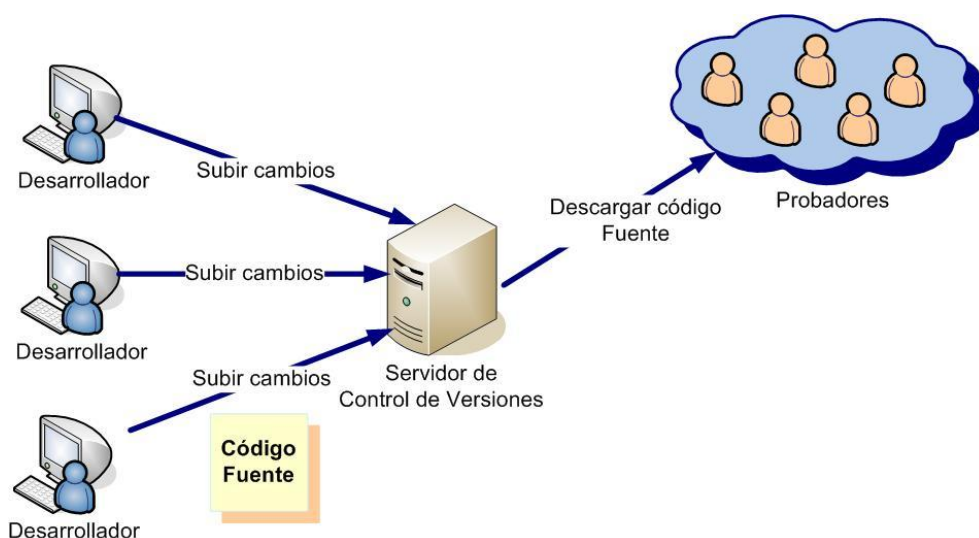 Desarrollador
Subir cambios
Probadores
Descargar código
Fuente
Subir cambios
Desarrollador
Subir cambios
Servidor de
Control de Versiones
Código
Fuente
Desarrollador